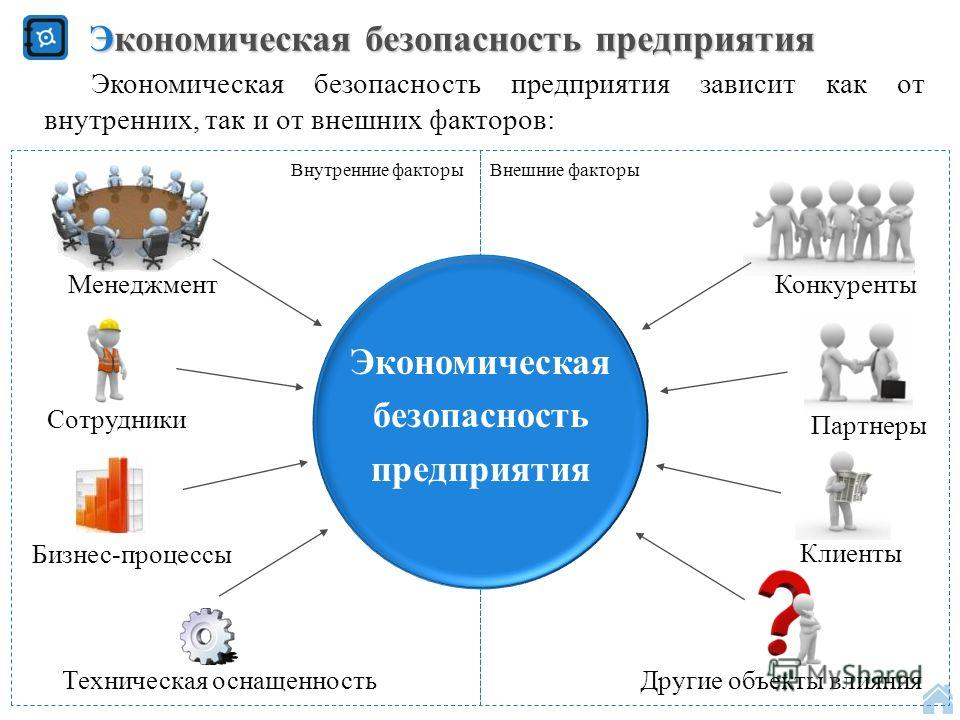 Экономическая безопасность предприятия
Экономическая безопасность предприятия зависит как от
внутренних, так и от внешних факторов:
Внутренние факторы
Внешние факторы
Менеджмент
Сотрудники
Бизнес-процессы
Техническая оснащенность
Экономическая
безопасность
предприятия
Конкуренты
Партнеры
Клиенты
Другие объекты влияния
MyShared